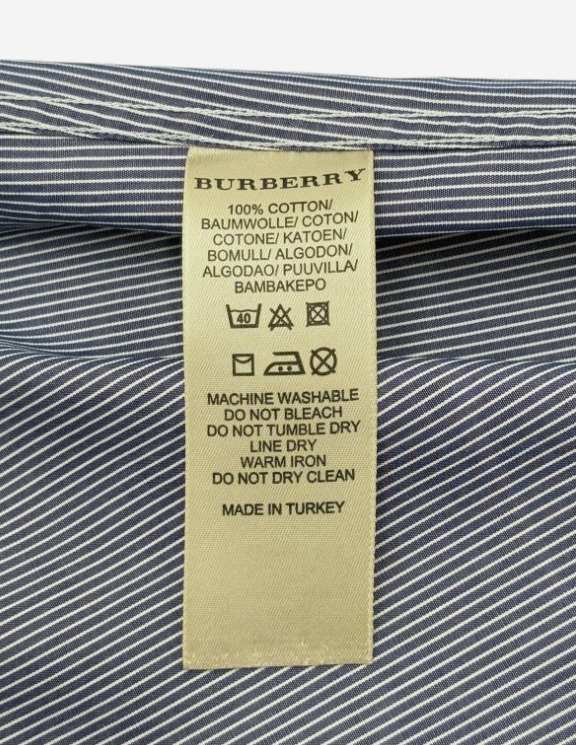 BURBERRY
100% COTTON/
BAUMWOLLE/ COTON/
COTONE/ KATOEN/
BOMULL/ ALGODON/
ALGODAO/ PUUVILLA/
BAMBAKEPO
40
MACHINE WASHABLE
DO NOT BLEACH
DO NOT TUMBLE DRY
LINE DRY
WARM IRON
DO NOT DRY CLEAN
MADE IN TURKEY